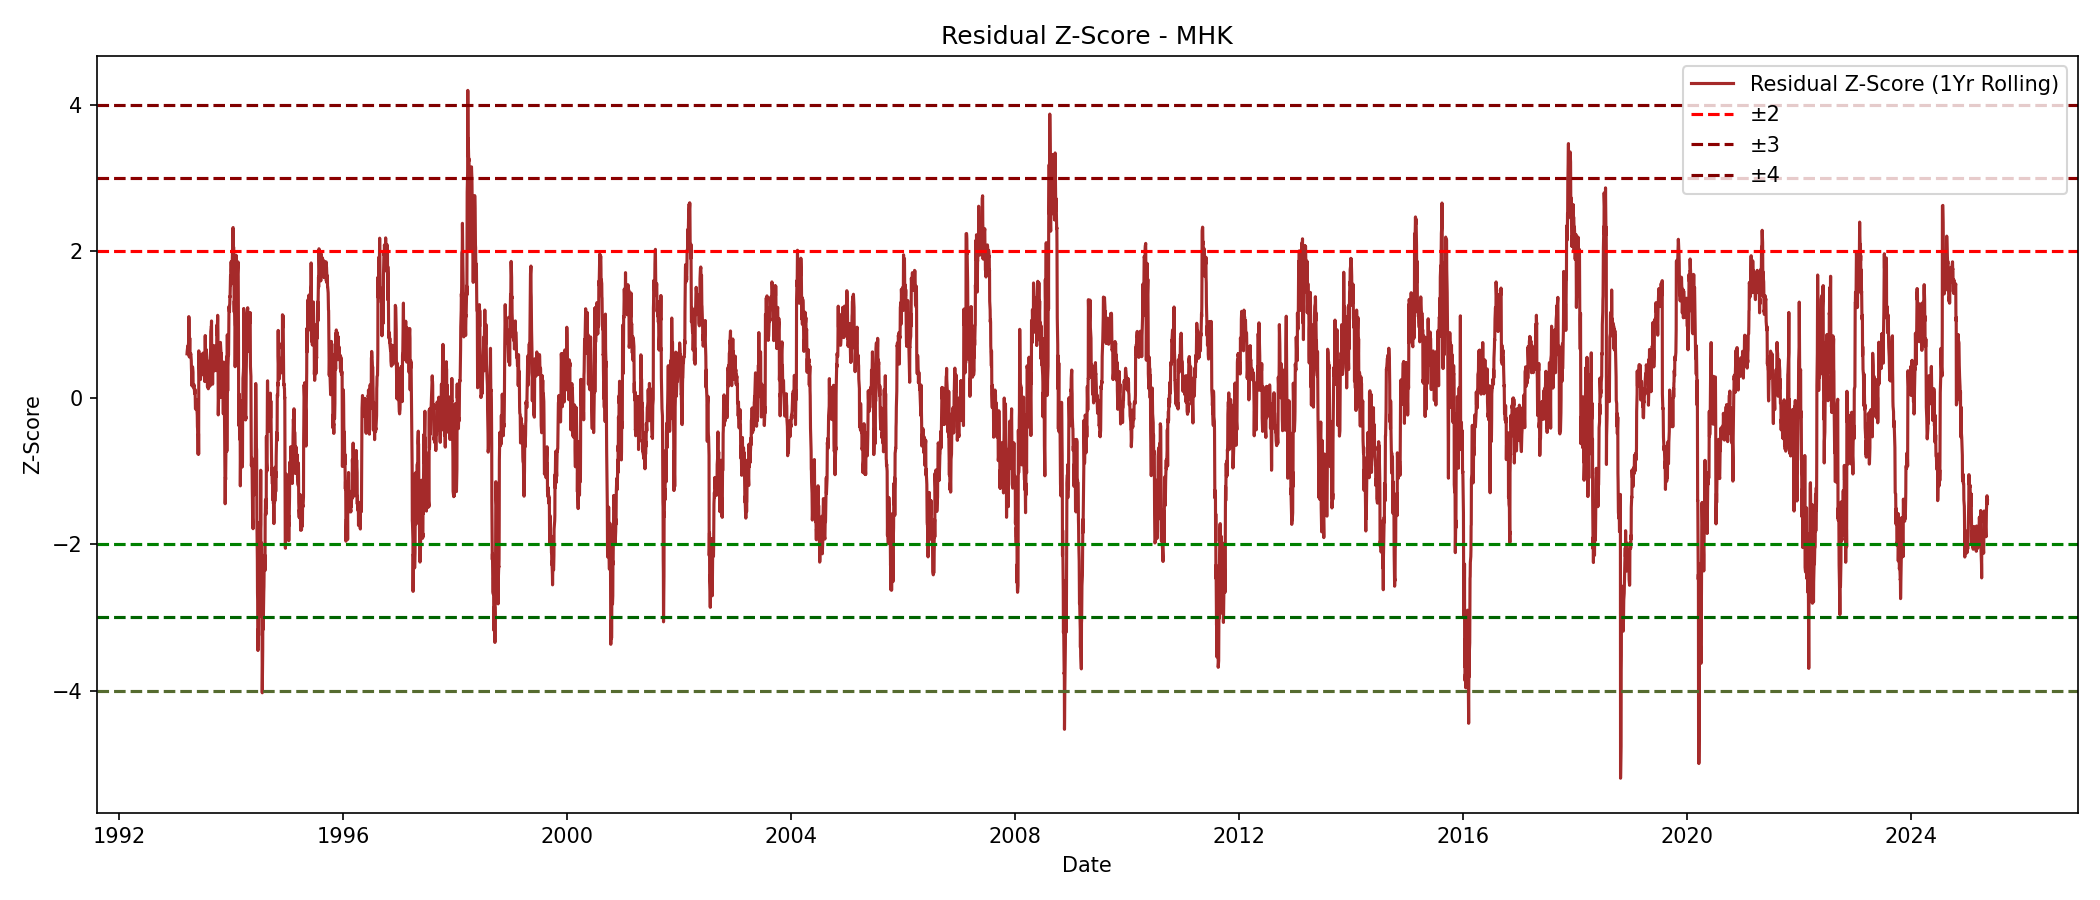 Residual Z-Score - MHK
Residual Z-Score (1Yr Rolling)
±2
±3
±4
4
2
0
−2
−4
Z-Score
1992 1996 2000 2004 2008 2012 2016 2020 2024
Date